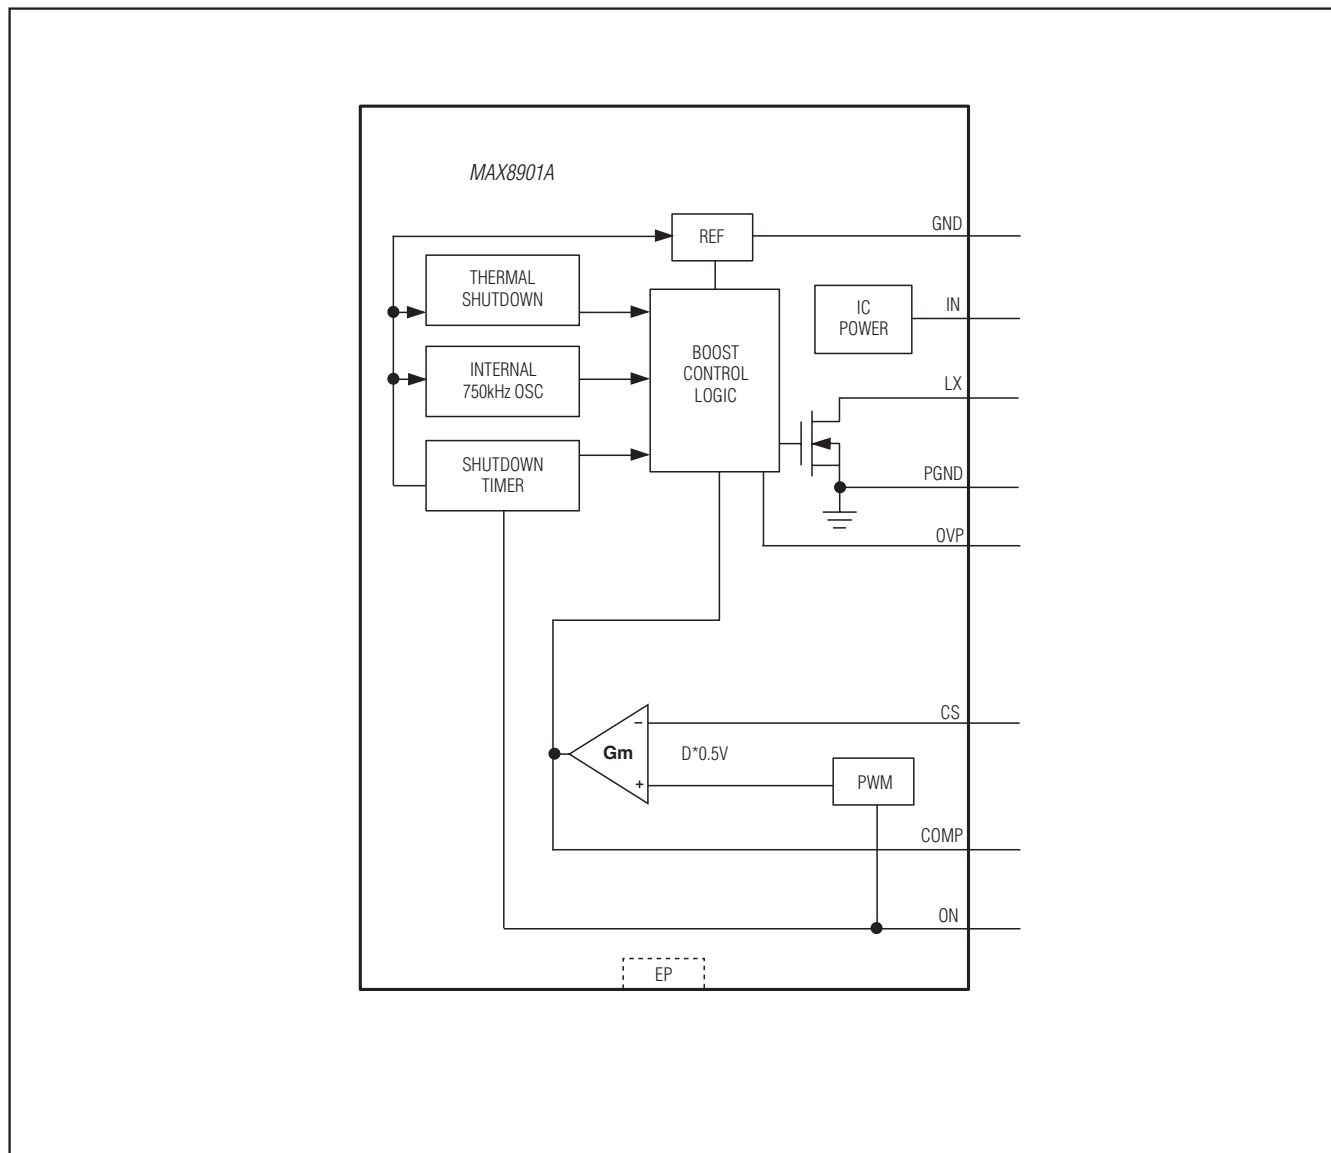 MAX8901A
REF
GND
THERMAL
SHUTDOWN
IC
POWER
IN
INTERNAL
750kHz OSC
BOOST
CONTROL
LOGIC
LX
SHUTDOWN
TIMER
PGND
OVP
CS
−
Gm
D*0.5V
+
PWM
COMP
ON
EP